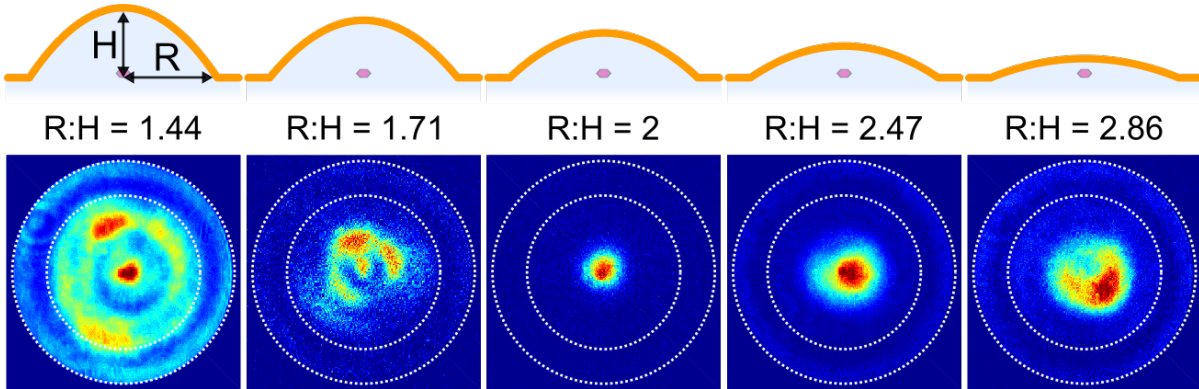 H
R
R:H = 1.44
R:H = 1.71
R:H = 2
R:H = 2.47
R:H = 2.86